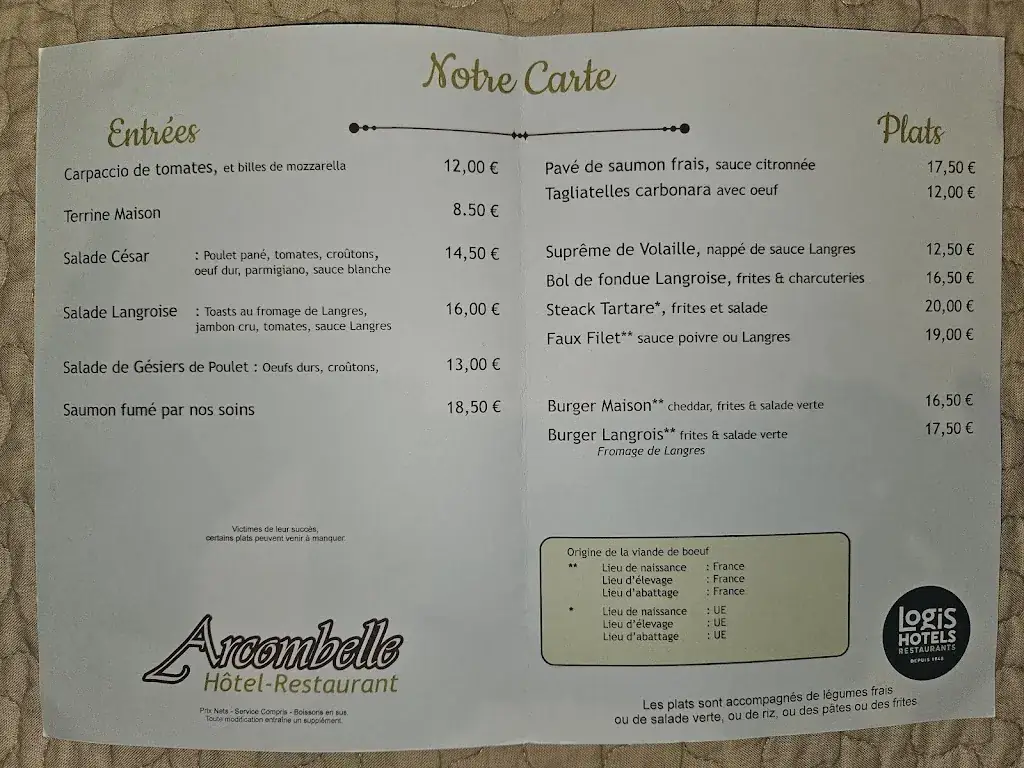 Notre Carte
Entrées
Carpaccio de tomates, et billes de mozzarella 12,00 €
Terrine Maison 8.50 €
Salade César : Poulet pané, tomates, croûtons, 14,50 €
oeuf dur, parmigiano, sauce blanche
Salade Langroise : Toasts au fromage de Langres, 16,00 €
jambon cru, tomates, sauce Langres
Salade de Gésiers de Poulet : Oeufs durs, croûtons, 13,00 €
Saumon fumé par nos soins 18,50 €
Victimes de leur succès,
certains plats peuvent venir à manquer
Arcombelle
Hôtel-Restaurant
Prix Nets - Service Compris - Boissons en sus
Toute modification entraîne un supplément.
Plats
Pavé de saumon frais, sauce citronnée 17,50 €
Tagliatelles carbonara avec oeuf 12,00 €
Suprême de Volaille, nappé de sauce Langres 12,50 €
Bol de fondue Langroise, frites & charcuteries 16,50 €
Steack Tartare*, frites et salade 20,00 €
Faux Filet** sauce poivre ou Langres 19,00 €
Burger Maison** cheddar, frites & salade verte 16,50 €
Burger Langrois** frites & salade verte 17,50 €
Fromage de Langres
Origine de la viande de boeuf
** Lieu de naissance : France
Lieu d'élevage : France
Lieu d'abattage : France
* Lieu de naissance : UE
Lieu d'élevage : UE
Lieu d'abattage : UE
logis
HOTELS
RESTAURANTS
DEPUIS 1948
Les plats sont accompagnés de légumes frais
ou de salade verte, ou de riz, ou des pâtes ou des frites